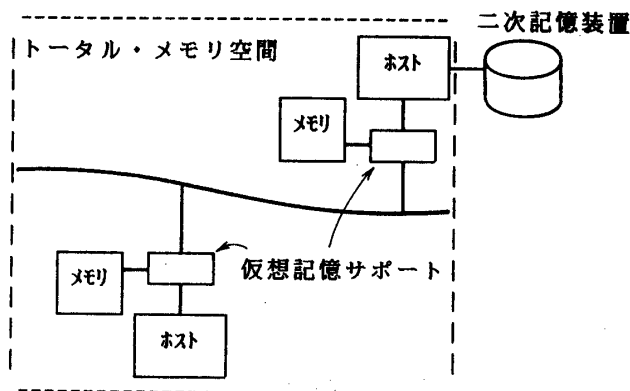 二次記憶装置
トータル・メモリ空間
ホスト
メモリ
仮想記憶サポート
メモリ
ホスト